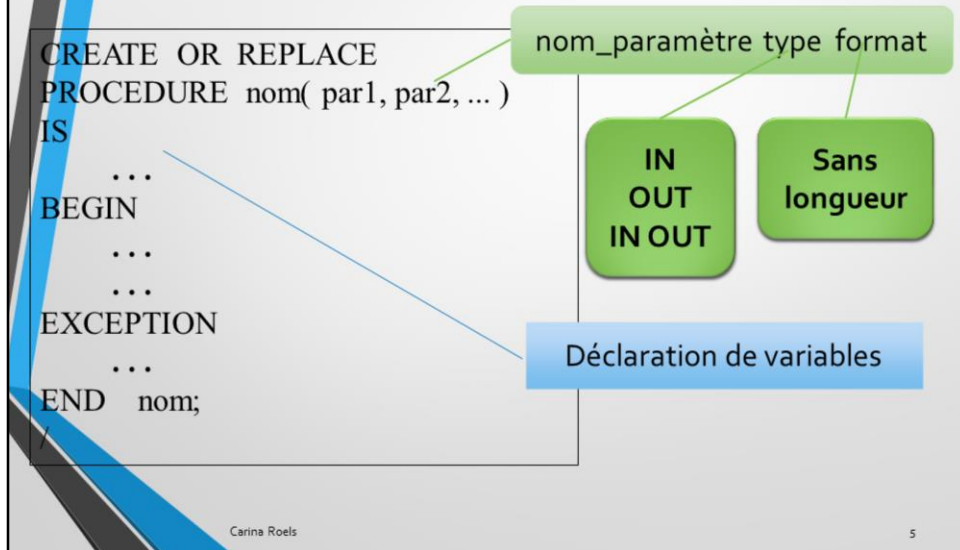 CREATE OR REPLACE
PROCEDURE nom( par1, par2, ... )
IS
...
BEGIN
...
...
EXCEPTION
...
END nom;
/
nom_paramètre type format
IN
OUT
IN OUT
Sans
longueur
Déclaration de variables
Carina Roels
5